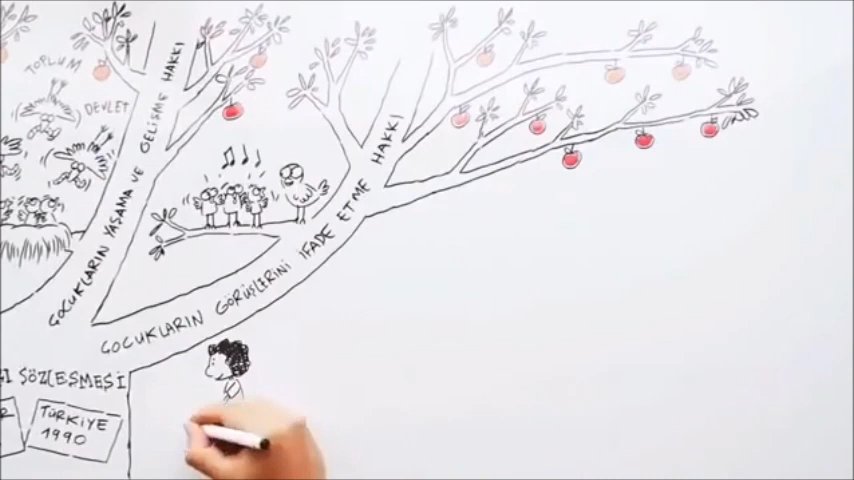 TOPLUM
DEVLET
ÇOCUKLARIN YAŞAMA VE GELİŞME HAKKI
ÇOCUKLARIN GÖRÜŞLERİNİ İFADE ETME HAKKI
SÖZLEŞMESİ
TÜRKİYE
1990